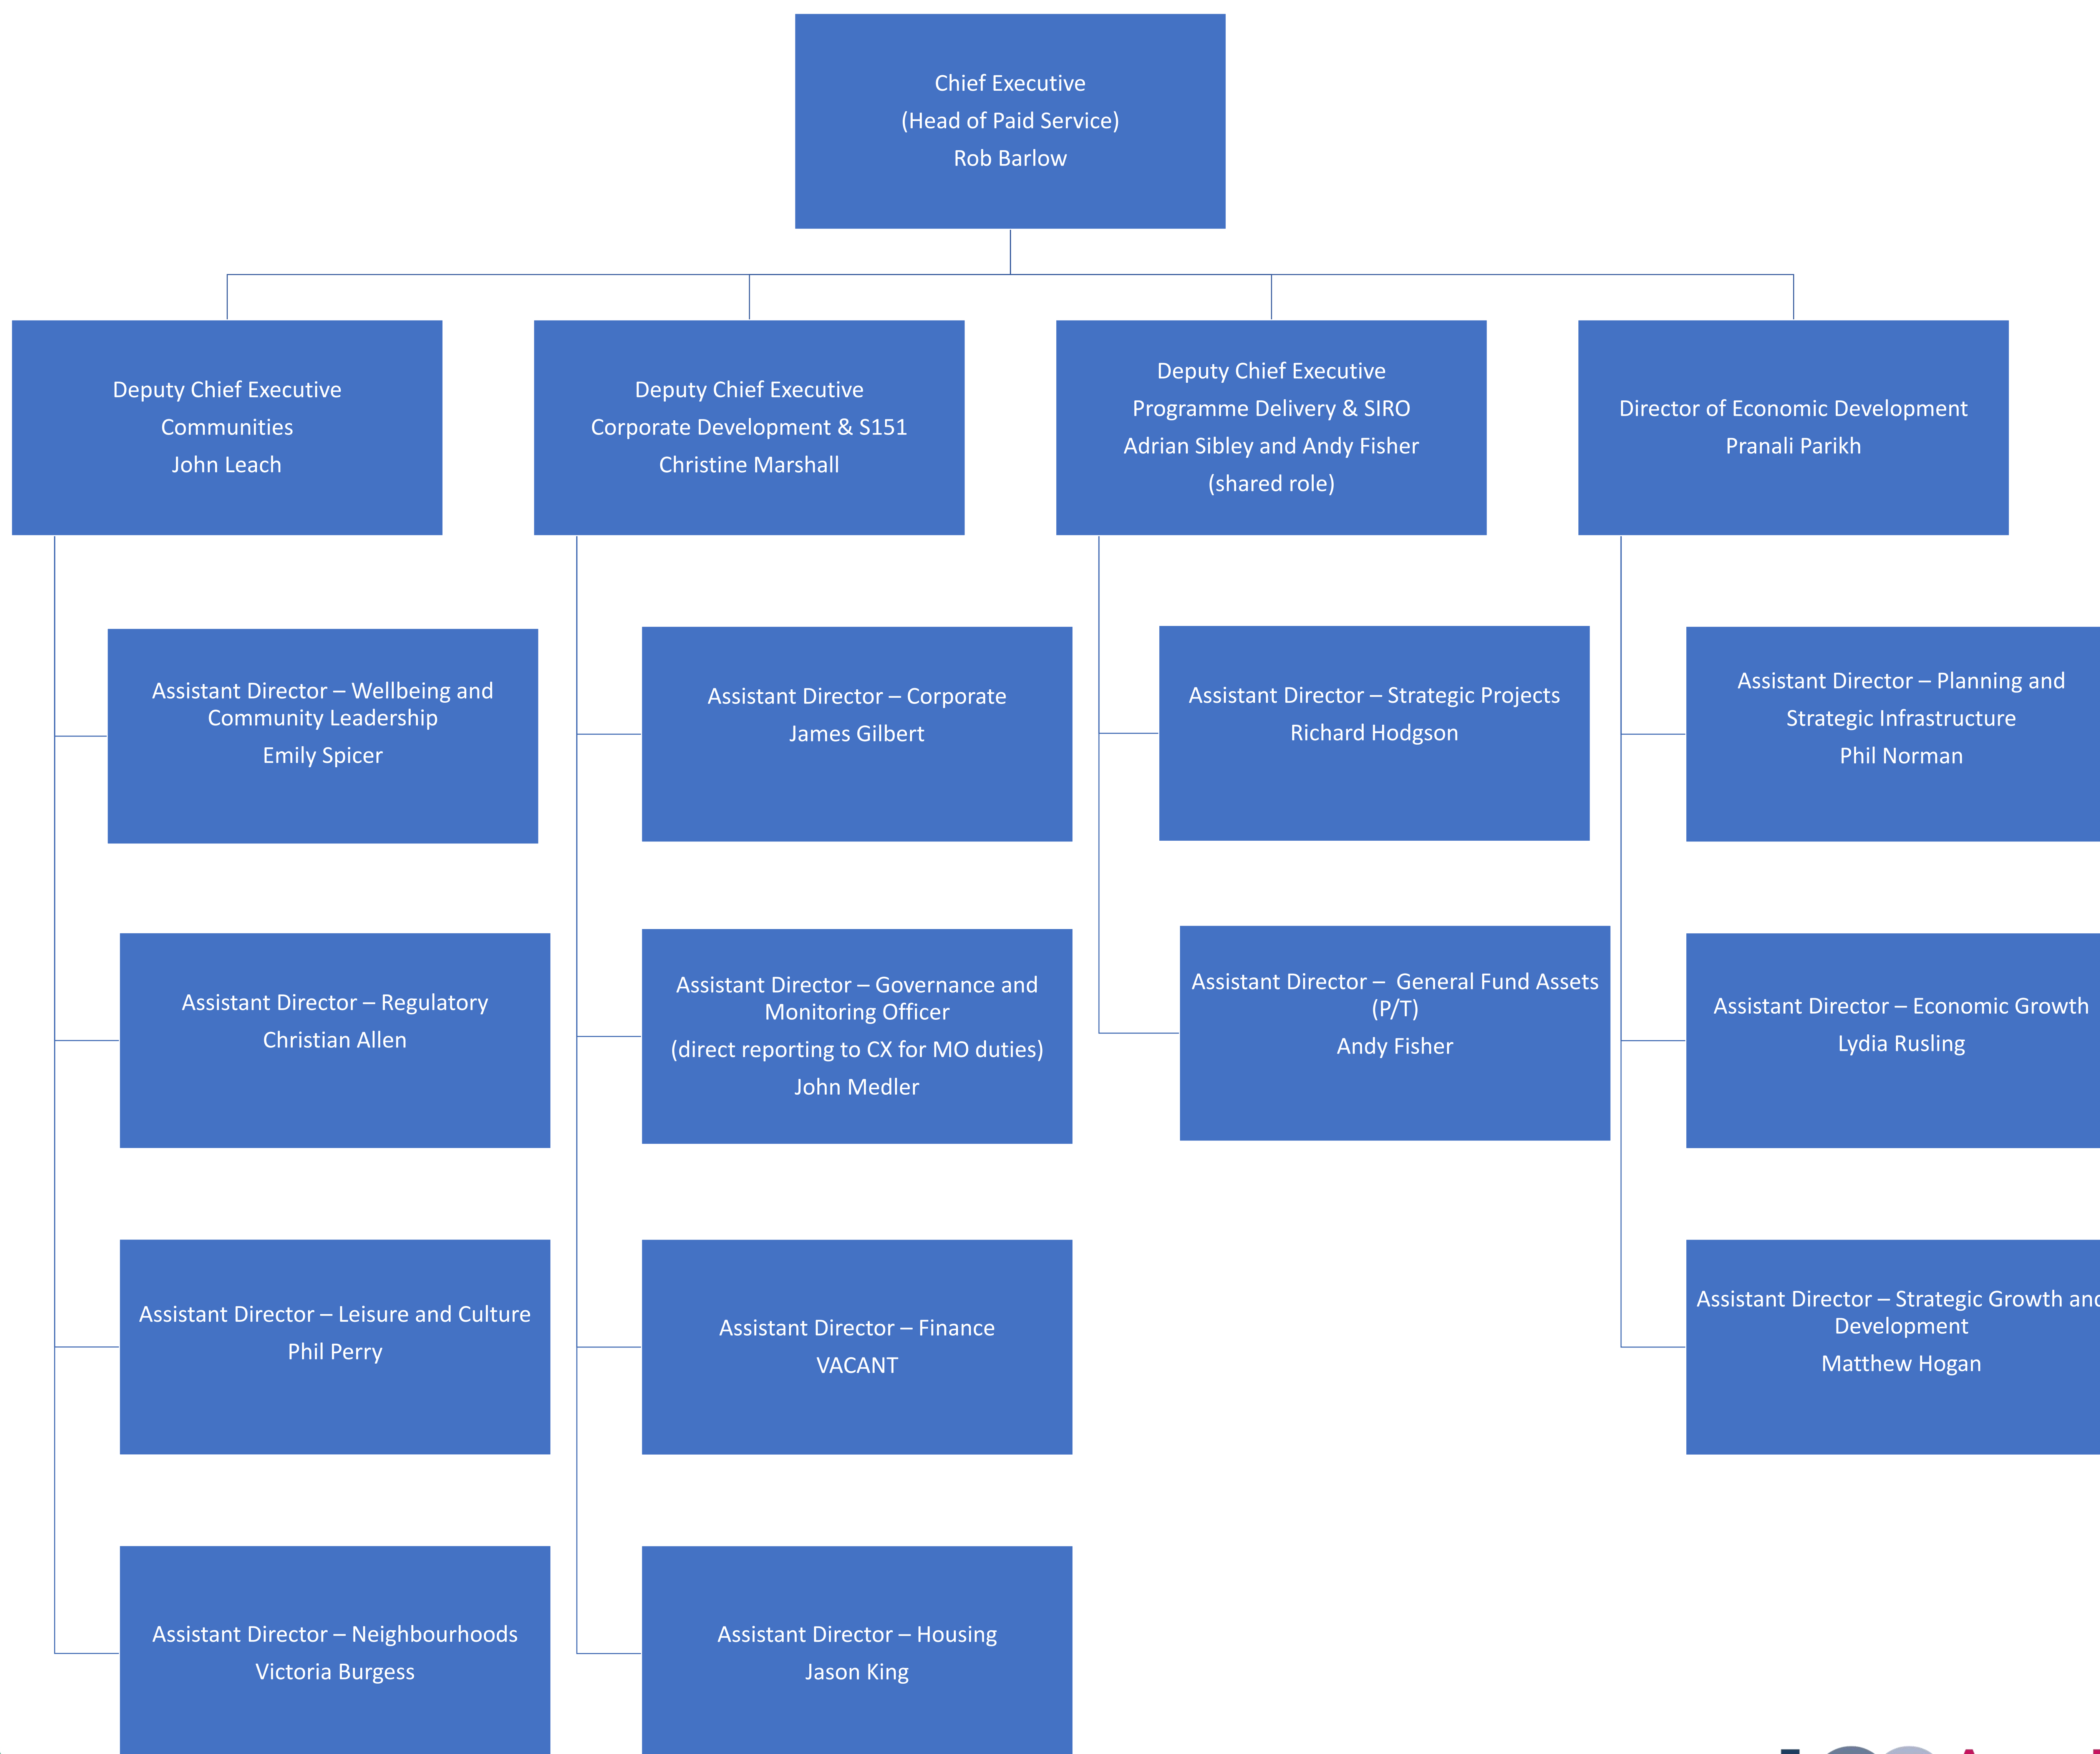 Chief Executive
(Head of Paid Service)
Rob Barlow
Deputy Chief Executive
Communities
John Leach
Deputy Chief Executive
Corporate Development & S151
Christine Marshall
Deputy Chief Executive
Programme Delivery & SIRO
Adrian Sibley and Andy Fisher
(shared role)
Director of Economic Development
Pranali Parikh
Assistant Director – Wellbeing and
Community Leadership
Emily Spicer
Assistant Director – Corporate
James Gilbert
Assistant Director – Strategic Projects
Richard Hodgson
Assistant Director – Planning and
Strategic Infrastructure
Phil Norman
Assistant Director – Regulatory
Christian Allen
Assistant Director – Governance and
Monitoring Officer
(direct reporting to CX for MO duties)
John Medler
Assistant Director –  General Fund Assets
(P/T)
Andy Fisher
Assistant Director – Economic Growth
Lydia Rusling
Assistant Director – Leisure and Culture
Phil Perry
Assistant Director – Finance
VACANT
Assistant Director – Strategic Growth and
Development
Matthew Hogan
Assistant Director – Neighbourhoods
Victoria Burgess
Assistant Director – Housing
Jason King